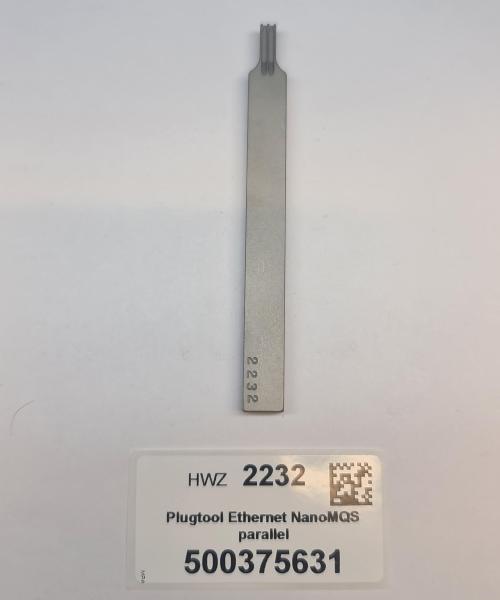 2232
HWZ 2232
Plugtool Ethernet NanoMQS
parallel
500375631